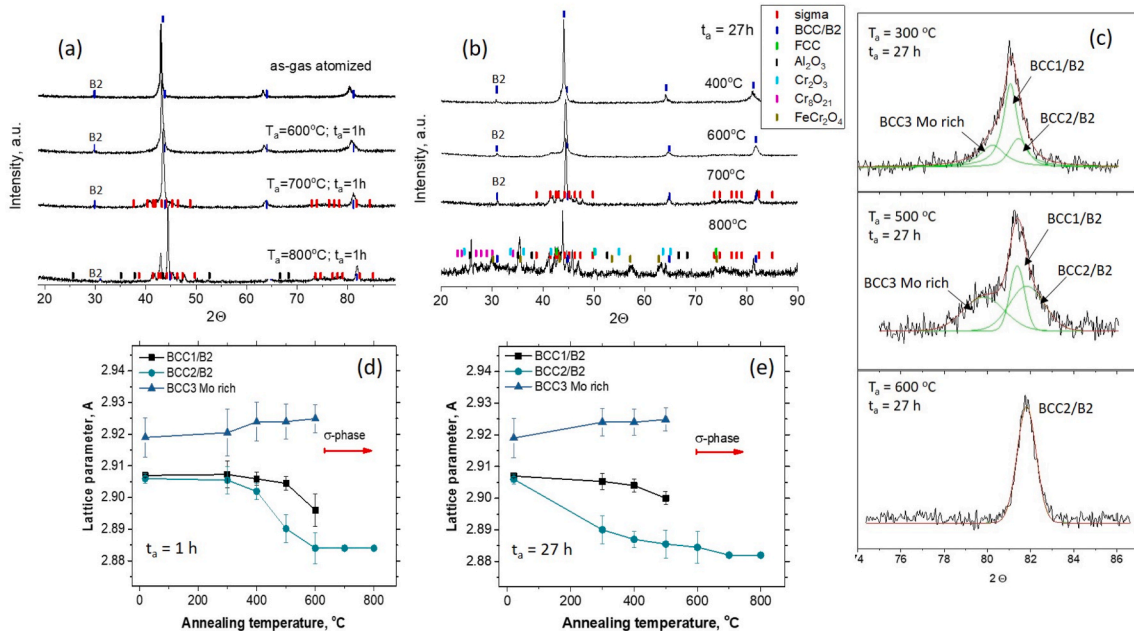 (a)
as-gas atomized
B2
B2
Tₐ=600°C; tₐ=1h
B2
Tₐ=700°C; tₐ=1h
B2
Tₐ=800°C; tₐ=1h
Intensity, a.u.
20 30 40 50 60 70 80
2Θ
(b)
tₐ = 27h
sigma
BCC/B2
FCC
Al₂O₃
Cr₂O₃
Cr₈O₂₁
FeCr₂O₄
B2
400°C
B2
600°C
B2
700°C
800°C
Intensity, a.u.
20 30 40 50 60 70 80 90
2Θ
(c)
Tₐ = 300 °C
tₐ = 27 h
BCC1/B2
BCC2/B2
BCC3 Mo rich
Tₐ = 500 °C
tₐ = 27 h
BCC1/B2
BCC2/B2
BCC3 Mo rich
Tₐ = 600 °C
tₐ = 27 h
BCC2/B2
74 76 78 80 82 84 86
2Θ
(d)
BCC1/B2
BCC2/B2
BCC3 Mo rich
σ-phase
tₐ = 1 h
2.94
2.93
2.92
2.91
2.90
2.89
2.88
Lattice parameter, A
0 200 400 600 800
Annealing temperature, °C
(e)
BCC1/B2
BCC2/B2
BCC3 Mo rich
σ-phase
tₐ = 27 h
2.94
2.93
2.92
2.91
2.90
2.89
2.88
Lattice parameter, A
0 200 400 600 800
Annealing temperature, °C